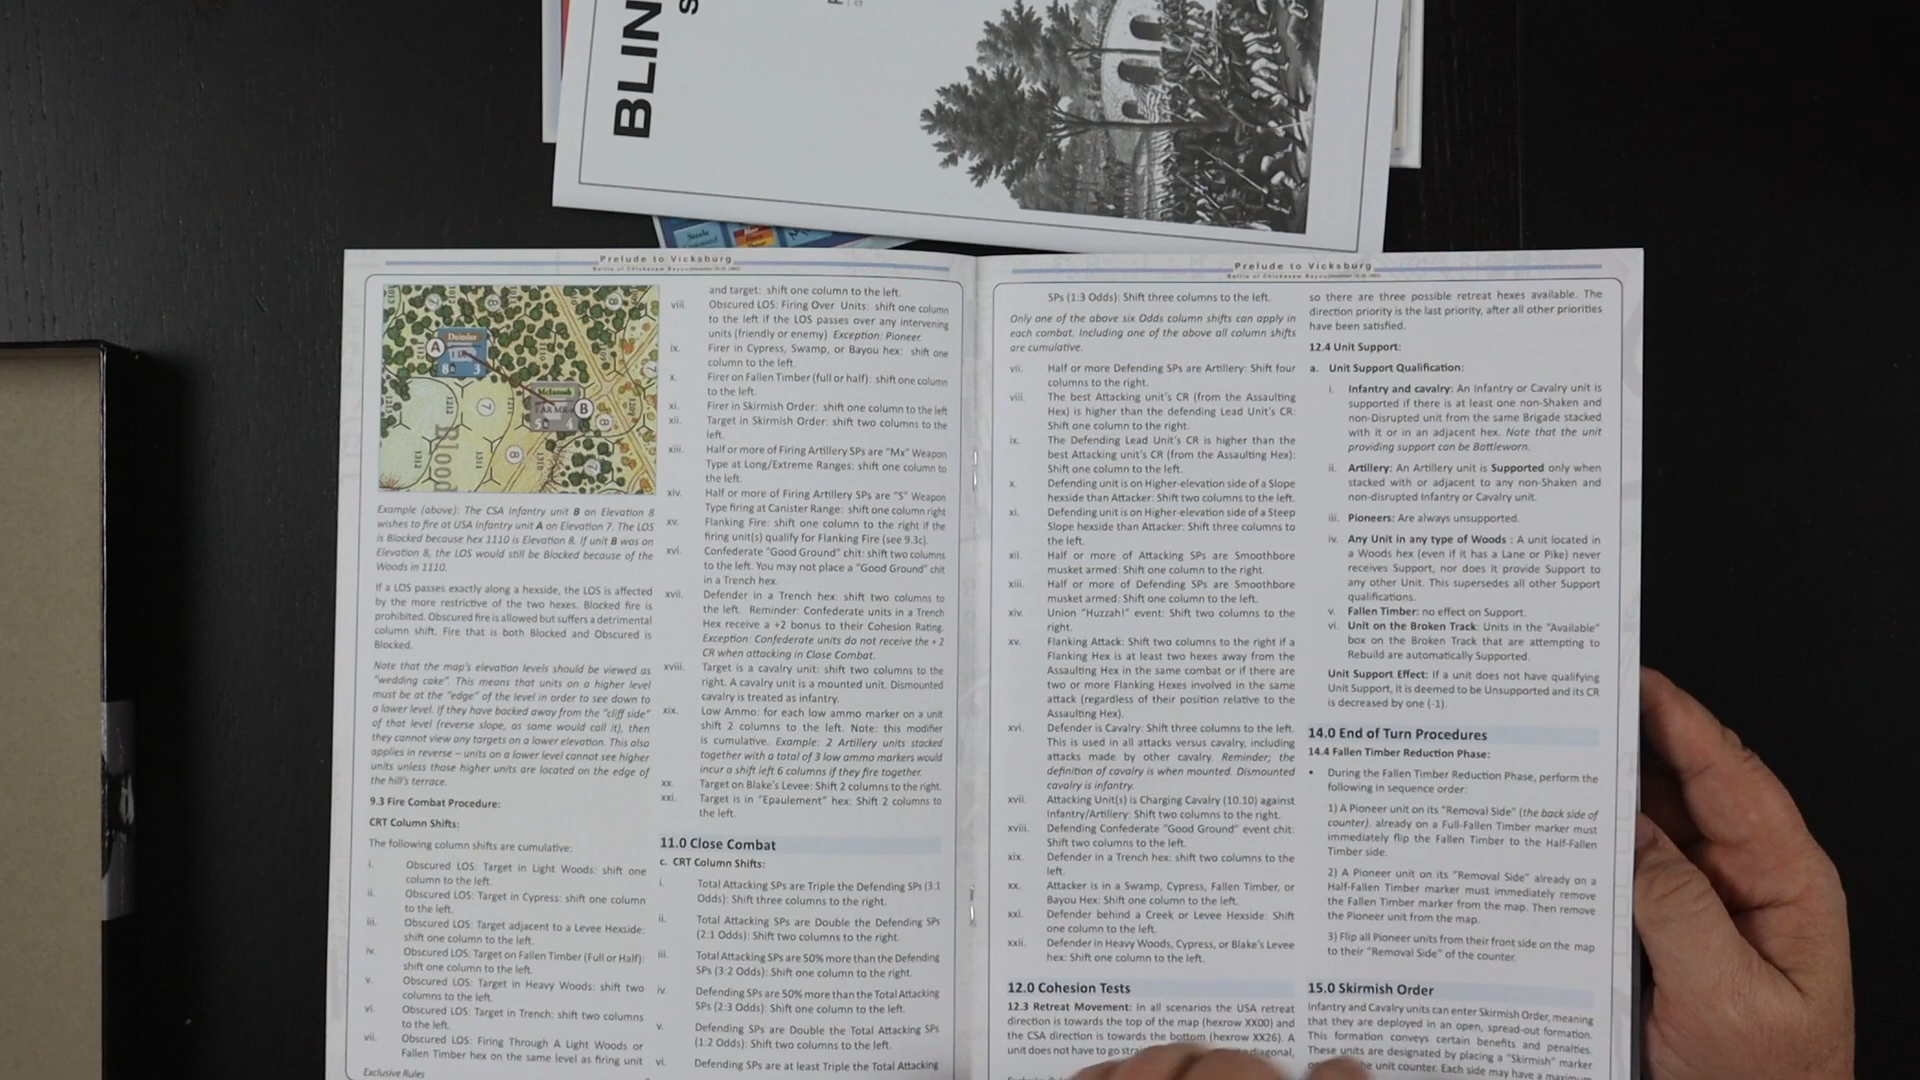 BLIN
S
Steele
Prelude to Vicksburg
Deitzler
A
8 3
McIntosh
B
Blood
Example (above): The CSA Infantry unit B on Elevation 8
wishes to fire at USA Infantry unit A on Elevation 7. The LOS
is Blocked because hex 1110 is Elevation 8. If unit B was on
Elevation 8, the LOS would still be Blocked because of the
Woods in 1110.
If a LOS passes exactly along a hexside, the LOS is affected
by the more restrictive of the two hexes. Blocked fire is
prohibited. Obscured fire is allowed but suffers a detrimental
column shift. Fire that is both Blocked and Obscured is
Blocked.
Note that the map's elevation levels should be viewed as
"wedding cake". This means that units on a higher level
must be at the "edge" of the level in order to see down to
a lower level. If they have backed away from the "cliff side"
of that level (reverse slope, as some would call it), then
they cannot view any targets on a lower elevation. This also
applies in reverse – units on a lower level cannot see higher
units unless those higher units are located on the edge of
the hill's terrace.
9.3 Fire Combat Procedure:
CRT Column Shifts:
The following column shifts are cumulative:
i. Obscured LOS: Target in Light Woods: shift one
column to the left.
ii. Obscured LOS: Target in Cypress: shift one column
to the left.
iii. Obscured LOS: Target adjacent to a Levee Hexside:
shift one column to the left.
iv. Obscured LOS: Target on Fallen Timber (Full or Half):
shift one column to the left.
v. Obscured LOS: Target in Heavy Woods: shift two
columns to the left.
vi. Obscured LOS: Target in Trench: shift two columns
to the left.
vii. Obscured LOS: Firing Through A Light Woods or
Fallen Timber hex on the same level as firing unit
Exclusive Rules
and target: shift one column to the left.
viii. Obscured LOS: Firing Over Units: shift one column
to the left if the LOS passes over any intervening
units (friendly or enemy) Exception: Pioneer.
ix. Firer in Cypress, Swamp, or Bayou hex: shift one
column to the left.
x. Firer on Fallen Timber (full or half): shift one column
to the left.
xi. Firer in Skirmish Order: shift one column to the left
xii. Target in Skirmish Order: shift two columns to the
left.
xiii. Half or more of Firing Artillery SPs are "Mx" Weapon
Type at Long/Extreme Ranges: shift one column to
the left.
xiv. Half or more of Firing Artillery SPs are "S" Weapon
Type firing at Canister Range: shift one column right
xv. Flanking Fire: shift one column to the right if the
firing unit(s) qualify for Flanking Fire (see 9.3c).
xvi. Confederate "Good Ground" chit: shift two columns
to the left. You may not place a "Good Ground" chit
in a Trench hex.
xvii. Defender in a Trench hex: shift two columns to
the left. Reminder: Confederate units in a Trench
Hex receive a +2 bonus to their Cohesion Rating.
Exception: Confederate units do not receive the +2
CR when attacking in Close Combat.
xviii. Target is a cavalry unit: shift two columns to the
right. A cavalry unit is a mounted unit. Dismounted
cavalry is treated as infantry.
xix. Low Ammo: for each low ammo marker on a unit
shift 2 columns to the left. Note: this modifier
is cumulative. Example: 2 Artillery units stacked
together with a total of 3 low ammo markers would
incur a shift left 6 columns if they fire together.
xx. Target on Blake's Levee: Shift 2 columns to the right.
xxi. Target is in "Epaulement" hex: Shift 2 columns to
the left.
11.0 Close Combat
c. CRT Column Shifts:
i. Total Attacking SPs are Triple the Defending SPs (3:1
Odds): Shift three columns to the right.
ii. Total Attacking SPs are Double the Defending SPs
(2:1 Odds): Shift two columns to the right.
iii. Total Attacking SPs are 50% more than the Defending
SPs (3:2 Odds): Shift one column to the right.
iv. Defending SPs are 50% more than the Total Attacking
SPs (2:3 Odds): Shift one column to the left.
v. Defending SPs are Double the Total Attacking SPs
(1:2 Odds): Shift two columns to the left.
vi. Defending SPs are at least Triple the Total Attacking
Prelude to Vicksburg
SPs (1:3 Odds): Shift three columns to the left.
Only one of the above six Odds column shifts can apply in
each combat. Including one of the above all column shifts
are cumulative.
vii. Half or more Defending SPs are Artillery: Shift four
columns to the right.
viii. The best Attacking unit's CR (from the Assaulting
Hex) is higher than the defending Lead Unit's CR:
Shift one column to the right.
ix. The Defending Lead Unit's CR is higher than the
best Attacking unit's CR (from the Assaulting Hex):
Shift one column to the left.
x. Defending unit is on Higher-elevation side of a Slope
hexside than Attacker: Shift two columns to the left.
xi. Defending unit is on Higher-elevation side of a Steep
Slope hexside than Attacker: Shift three columns to
the left.
xii. Half or more of Attacking SPs are Smoothbore
musket armed: Shift one column to the right.
xiii. Half or more of Defending SPs are Smoothbore
musket armed: Shift one column to the right.
xiv. Union "Huzzah!" event: Shift two columns to the
right.
xv. Flanking Attack: Shift two columns to the right if a
Flanking Hex is at least two hexes away from the
Assaulting Hex in the same combat or if there are
two or more Flanking Hexes involved in the same
attack (regardless of their position relative to the
Assaulting Hex).
xvi. Defender is Cavalry: Shift three columns to the left.
This is used in all attacks versus cavalry, including
attacks made by other cavalry. Reminder; the
definition of cavalry is when mounted. Dismounted
cavalry is infantry.
xvii. Attacking Unit(s) is Charging Cavalry (10.10) against
Infantry/Artillery: Shift two columns to the right.
xviii. Defending Confederate "Good Ground" event chit:
Shift two columns to the left.
xix. Defender in a Trench hex: shift two columns to the
left.
xx. Attacker is in a Swamp, Cypress, Fallen Timber, or
Bayou Hex: Shift one column to the left.
xxi. Defender behind a Creek or Levee Hexside: Shift
one column to the left.
xxii. Defender in Heavy Woods, Cypress, or Blake's Levee
hex: Shift one column to the left.
12.0 Cohesion Tests
12.3 Retreat Movement: In all scenarios the USA retreat
direction is towards the top of the map (hexrow XX00) and
the CSA direction is towards the bottom (hexrow XX26). A
unit does not have to go diagonal,
so there are three possible retreat hexes available. The
direction priority is the last priority, after all other priorities
have been satisfied.
12.4 Unit Support:
a. Unit Support Qualification:
i. Infantry and cavalry: An Infantry or Cavalry unit is
supported if there is at least one non-Shaken and
non-Disrupted unit from the same Brigade stacked
with it or in an adjacent hex. Note that the unit
providing support can be Battleworn.
ii. Artillery: An Artillery unit is Supported only when
stacked with or adjacent to any non-Shaken and
non-disrupted Infantry or Cavalry unit.
iii. Pioneers: Are always unsupported.
iv. Any Unit in any type of Woods : A unit located in
a Woods hex (even if it has a Lane or Pike) never
receives Support, nor does it provide Support to
any other Unit. This supersedes all other Support
qualifications.
v. Fallen Timber: no effect on Support.
vi. Unit on the Broken Track: Units in the "Available"
box on the Broken Track that are attempting to
Rebuild are automatically Supported.
Unit Support Effect: If a unit does not have qualifying
Unit Support, it is deemed to be Unsupported and its CR
is decreased by one (-1).
14.0 End of Turn Procedures
14.4 Fallen Timber Reduction Phase:
• During the Fallen Timber Reduction Phase, perform the
following in sequence order:
1) A Pioneer unit on its "Removal Side" (the back side of
counter). already on a Full-Fallen Timber marker must
immediately flip the Fallen Timber to the Half-Fallen
Timber side.
2) A Pioneer unit on its "Removal Side" already on a
Half-Fallen Timber marker must immediately remove
the Fallen Timber marker from the map. Then remove
the Pioneer unit from the map.
3) Flip all Pioneer units from their front side on the map
to their "Removal Side" of the counter.
15.0 Skirmish Order
Infantry and Cavalry units can enter Skirmish Order, meaning
that they are deployed in an open, spread-out formation.
This formation conveys certain benefits and penalties.
These units are designated by placing a "Skirmish" marker
the unit counter. Each side may have a maximum